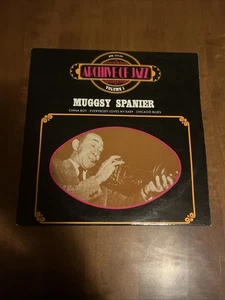 ARCHIVE OF JAZZ
VOLUME 1
MUGGSY SPANIER
CHINA BOY · EVERYBODY LOVES MY BABY · CHICAGO BLUES